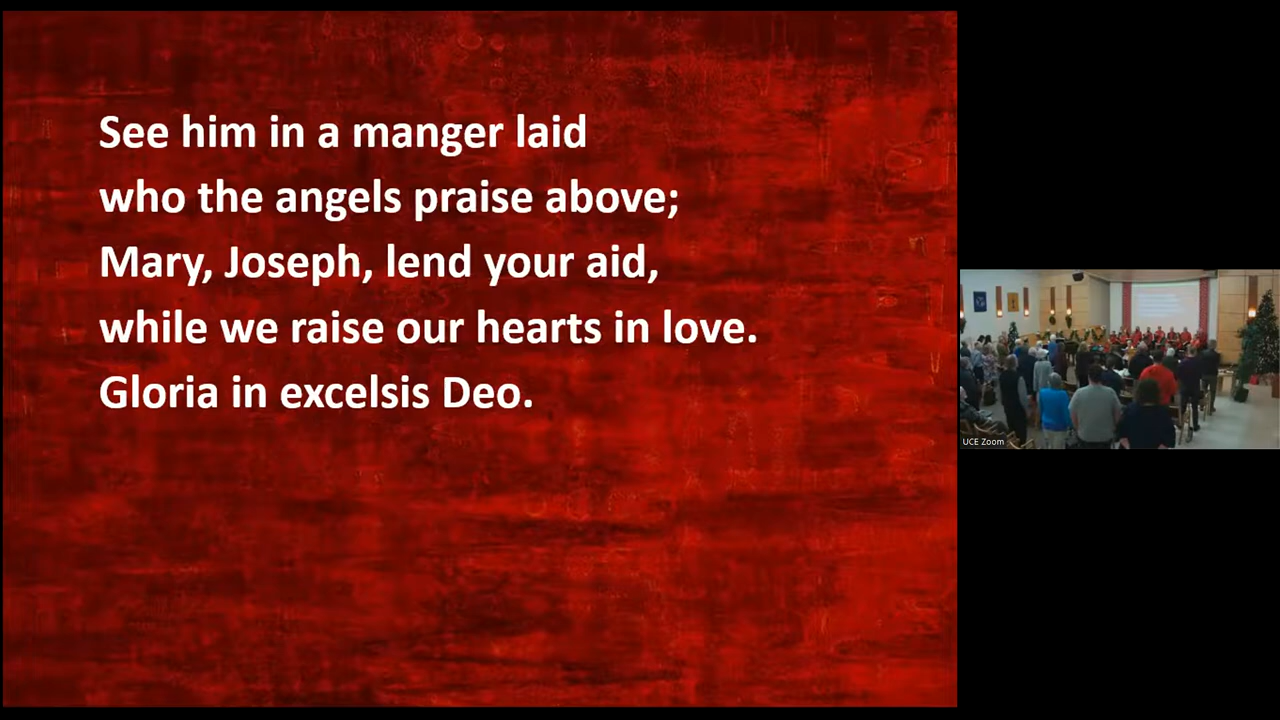 See him in a manger laid
who the angels praise above;
Mary, Joseph, lend your aid,
while we raise our hearts in love.
Gloria in excelsis Deo.
UCE Zoom